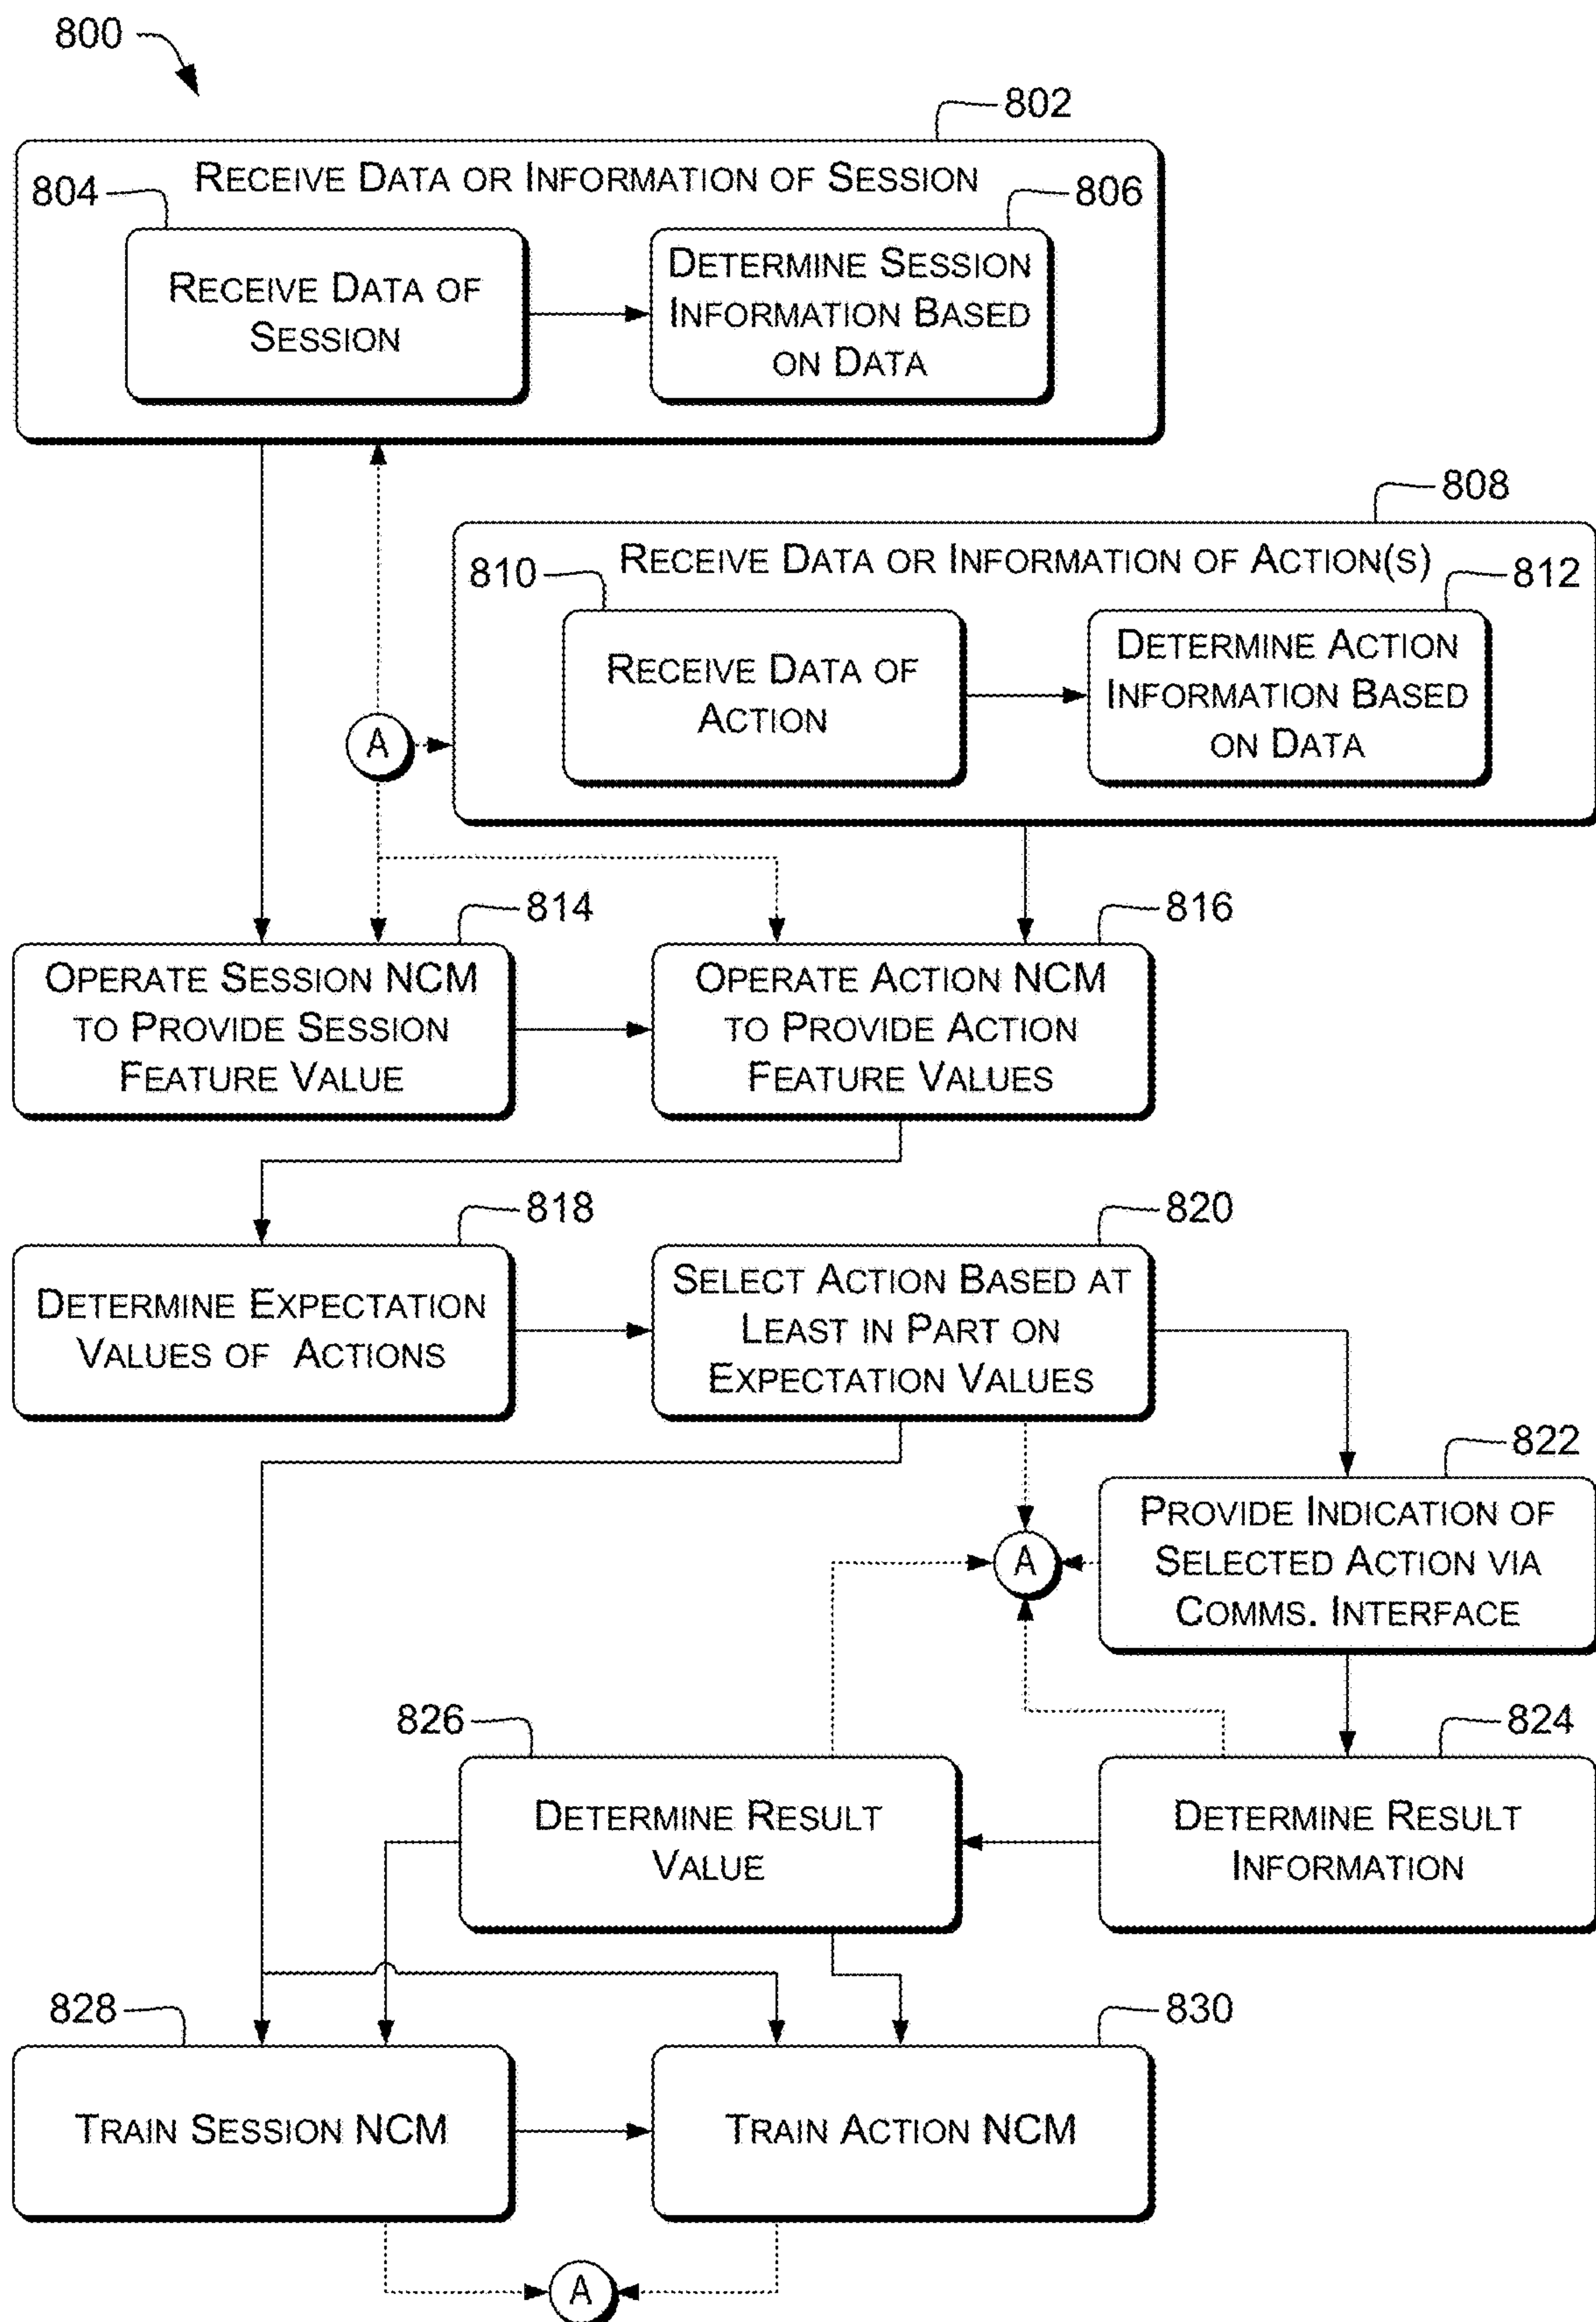 800
802
RECEIVE DATA OR INFORMATION OF SESSION
804
806
RECEIVE DATA OF
SESSION
DETERMINE SESSION
INFORMATION BASED
ON DATA
808
RECEIVE DATA OR INFORMATION OF ACTION(S)
810
812
RECEIVE DATA OF
ACTION
DETERMINE ACTION
INFORMATION BASED
ON DATA
A
814
816
OPERATE SESSION NCM
TO PROVIDE SESSION
FEATURE VALUE
OPERATE ACTION NCM
TO PROVIDE ACTION
FEATURE VALUES
818
820
DETERMINE EXPECTATION
VALUES OF ACTIONS
SELECT ACTION BASED AT
LEAST IN PART ON
EXPECTATION VALUES
822
PROVIDE INDICATION OF
SELECTED ACTION VIA
COMMS. INTERFACE
A
826
824
DETERMINE RESULT
VALUE
DETERMINE RESULT
INFORMATION
828
830
TRAIN SESSION NCM
TRAIN ACTION NCM
A